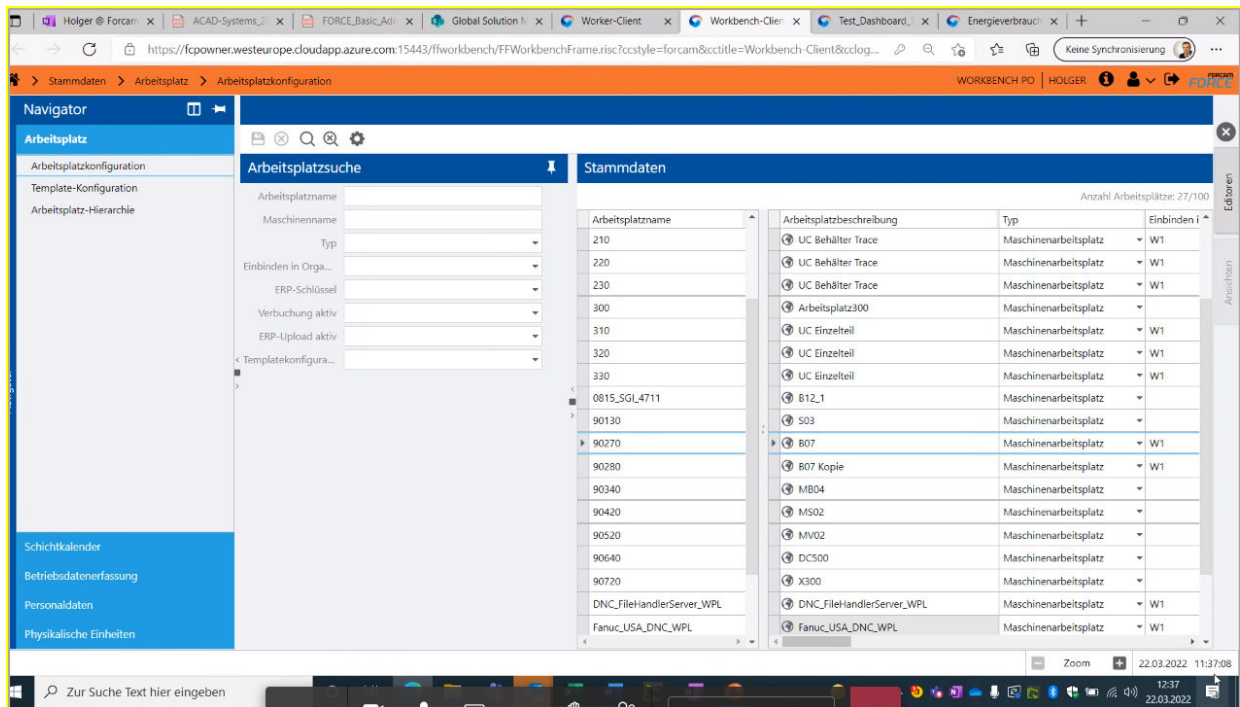 Holger @ Forcam
ACAD-Systems_2
FORCE_Basic_Adm
Global Solution M
Worker-Client
Workbench-Clien
Test_Dashboard_
Energieverbrauch
https://fcpowner.westeurope.cloudapp.azure.com:15443/ffworkbench/FFWorkbenchFrame.risc?ccstyle=forcam&cctitle=Workbench-Client&cclog...
Keine Synchronisierung
> Stammdaten > Arbeitsplatz > Arbeitsplatzkonfiguration
WORKBENCH PO | HOLGER
FORCAM FORCE
Navigator
Arbeitsplatz
Arbeitsplatzkonfiguration
Template-Konfiguration
Arbeitsplatz-Hierarchie
Schichtkalender
Betriebsdatenerfassung
Personaldaten
Physikalische Einheiten
Arbeitsplatzsuche
Arbeitsplatzname
Maschinenname
Typ
Einbinden in Orga...
ERP-Schlüssel
Verbuchung aktiv
ERP-Upload aktiv
Templatekonfigura...
Stammdaten
Anzahl Arbeitsplätze: 27/100
Arbeitsplatzname Arbeitsplatzbeschreibung Typ Einbinden i
210 UC Behälter Trace Maschinenarbeitsplatz W1
220 UC Behälter Trace Maschinenarbeitsplatz W1
230 UC Behälter Trace Maschinenarbeitsplatz W1
300 Arbeitsplatz300 Maschinenarbeitsplatz
310 UC Einzelteil Maschinenarbeitsplatz W1
320 UC Einzelteil Maschinenarbeitsplatz W1
330 UC Einzelteil Maschinenarbeitsplatz W1
0815_SGI_4711 B12_1 Maschinenarbeitsplatz
90130 S03 Maschinenarbeitsplatz
90270 B07 Maschinenarbeitsplatz W1
90280 B07 Kopie Maschinenarbeitsplatz W1
90340 MB04 Maschinenarbeitsplatz
90420 MS02 Maschinenarbeitsplatz
90520 MV02 Maschinenarbeitsplatz
90640 DC500 Maschinenarbeitsplatz
90720 X300 Maschinenarbeitsplatz
DNC_FileHandlerServer_WPL DNC_FileHandlerServer_WPL Maschinenarbeitsplatz W1
Fanuc_USA_DNC_WPL Fanuc_USA_DNC_WPL Maschinenarbeitsplatz W1
Editoren
Ansichten
Zoom
22.03.2022 11:37:08
Zur Suche Text hier eingeben
12:37
22.03.2022